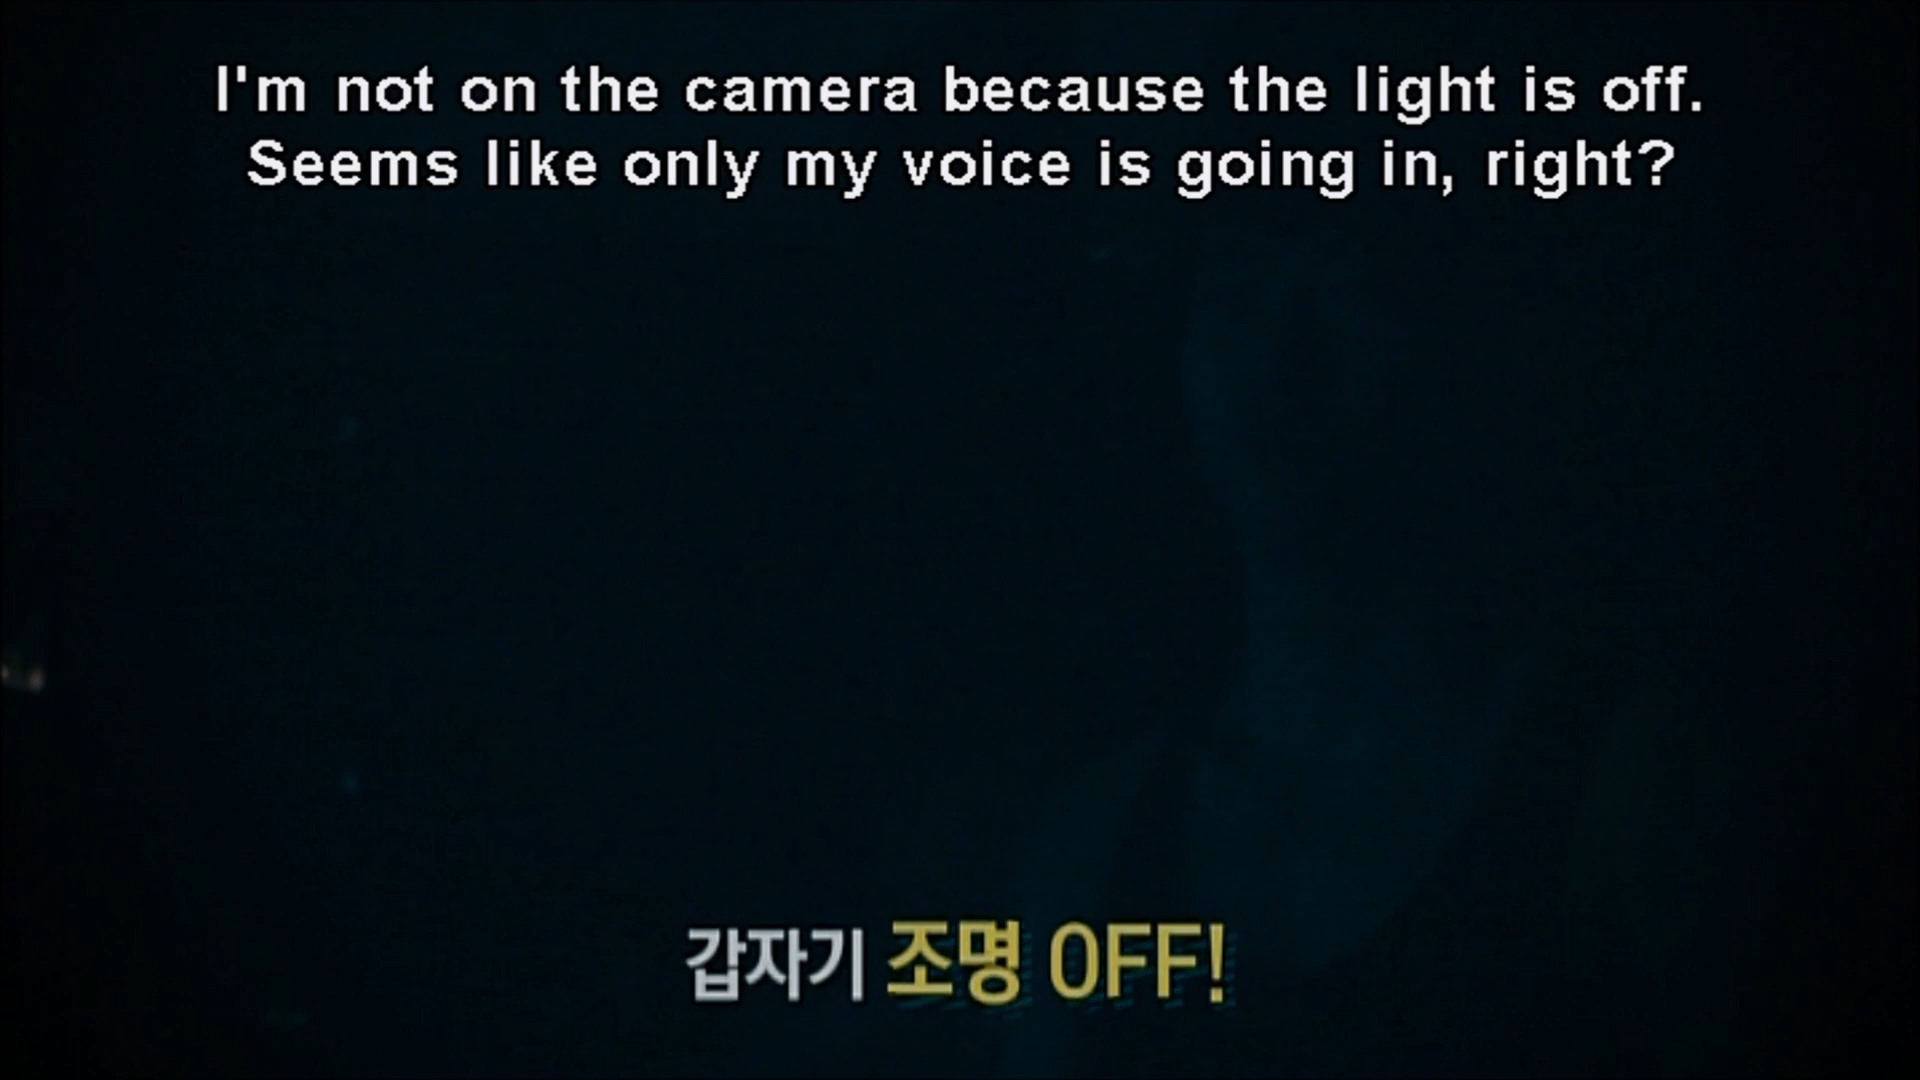 I'm not on the camera because the light is off.
Seems like only my voice is going in, right?
갑자기 조명 OFF!